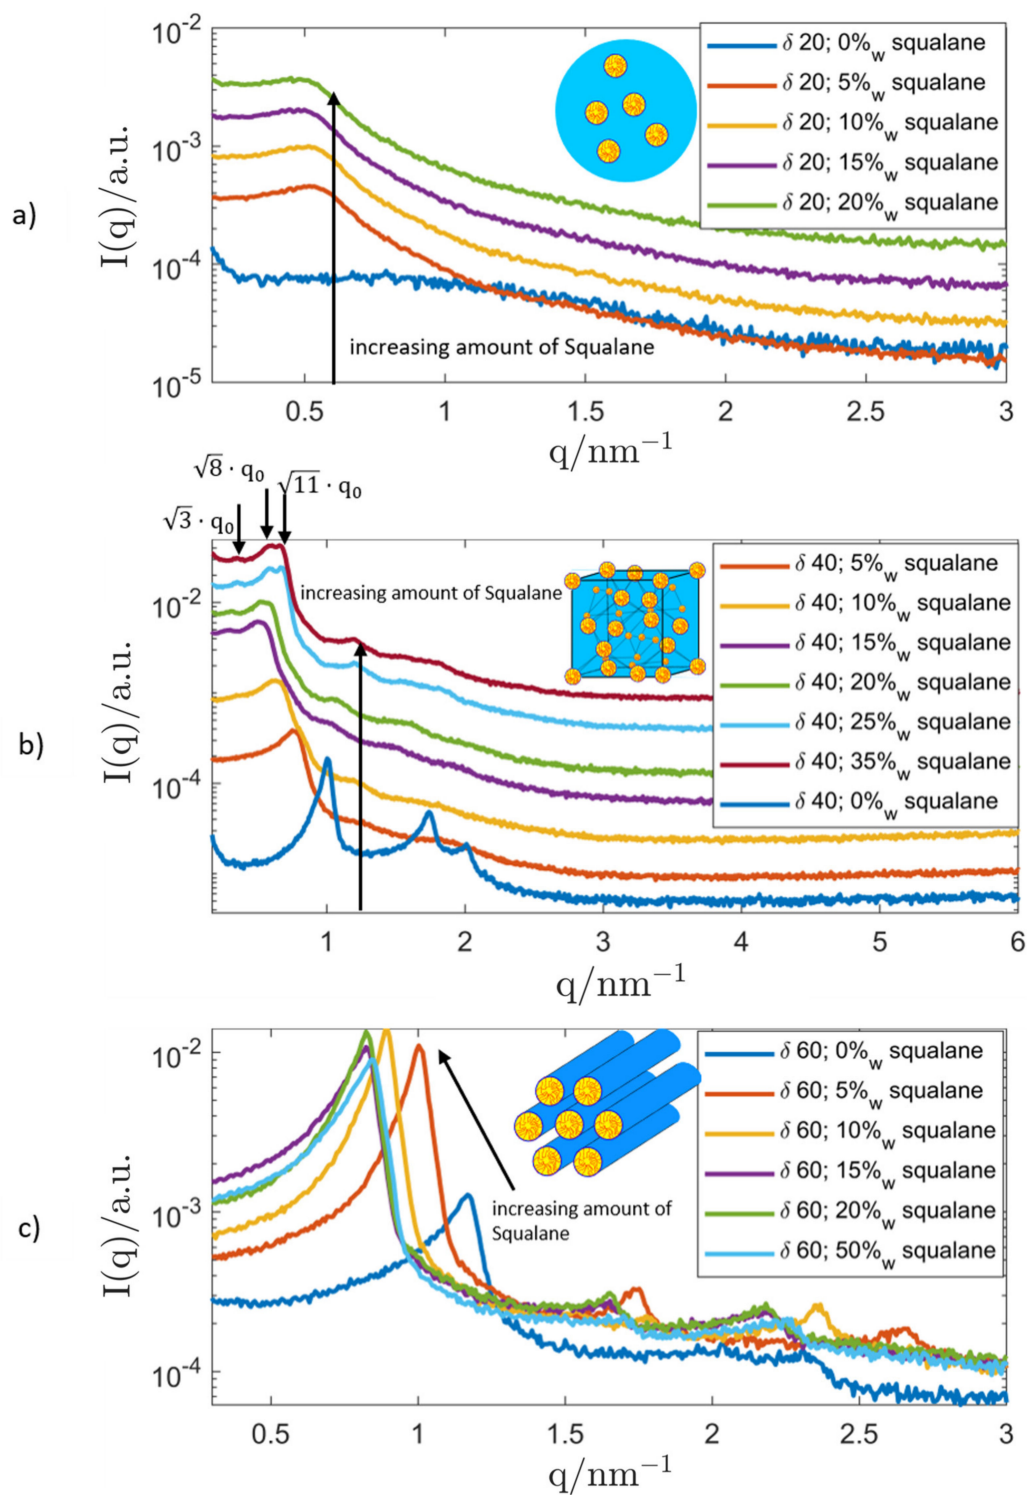 a)
I(q)/a.u.
10⁻²
10⁻³
10⁻⁴
10⁻⁵
δ 20; 0%w squalane
δ 20; 5%w squalane
δ 20; 10%w squalane
δ 20; 15%w squalane
δ 20; 20%w squalane
increasing amount of Squalane
0.5 1 1.5 2 2.5 3
q/nm⁻¹
b)
√8 · q₀
√11 · q₀
√3 · q₀
I(q)/a.u.
10⁻²
10⁻⁴
increasing amount of Squalane
δ 40; 5%w squalane
δ 40; 10%w squalane
δ 40; 15%w squalane
δ 40; 20%w squalane
δ 40; 25%w squalane
δ 40; 35%w squalane
δ 40; 0%w squalane
1 2 3 4 5 6
q/nm⁻¹
c)
I(q)/a.u.
10⁻²
10⁻³
10⁻⁴
δ 60; 0%w squalane
δ 60; 5%w squalane
δ 60; 10%w squalane
δ 60; 15%w squalane
δ 60; 20%w squalane
δ 60; 50%w squalane
increasing amount of
Squalane
0.5 1 1.5 2 2.5 3
q/nm⁻¹